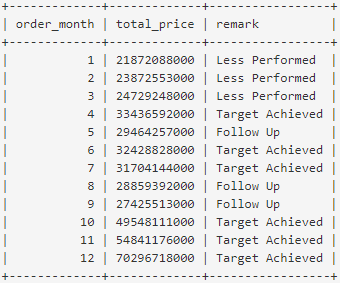 +-------------+-------------+-----------------+
| order_month | total_price | remark          |
+-------------+-------------+-----------------+
|           1 | 21872088000 | Less Performed  |
|           2 | 23872553000 | Less Performed  |
|           3 | 24729248000 | Less Performed  |
|           4 | 33436592000 | Target Achieved |
|           5 | 29464257000 | Follow Up       |
|           6 | 32428828000 | Target Achieved |
|           7 | 31704144000 | Target Achieved |
|           8 | 28859392000 | Follow Up       |
|           9 | 27425513000 | Follow Up       |
|          10 | 49548111000 | Target Achieved |
|          11 | 54841176000 | Target Achieved |
|          12 | 70296718000 | Target Achieved |
+-------------+-------------+-----------------+